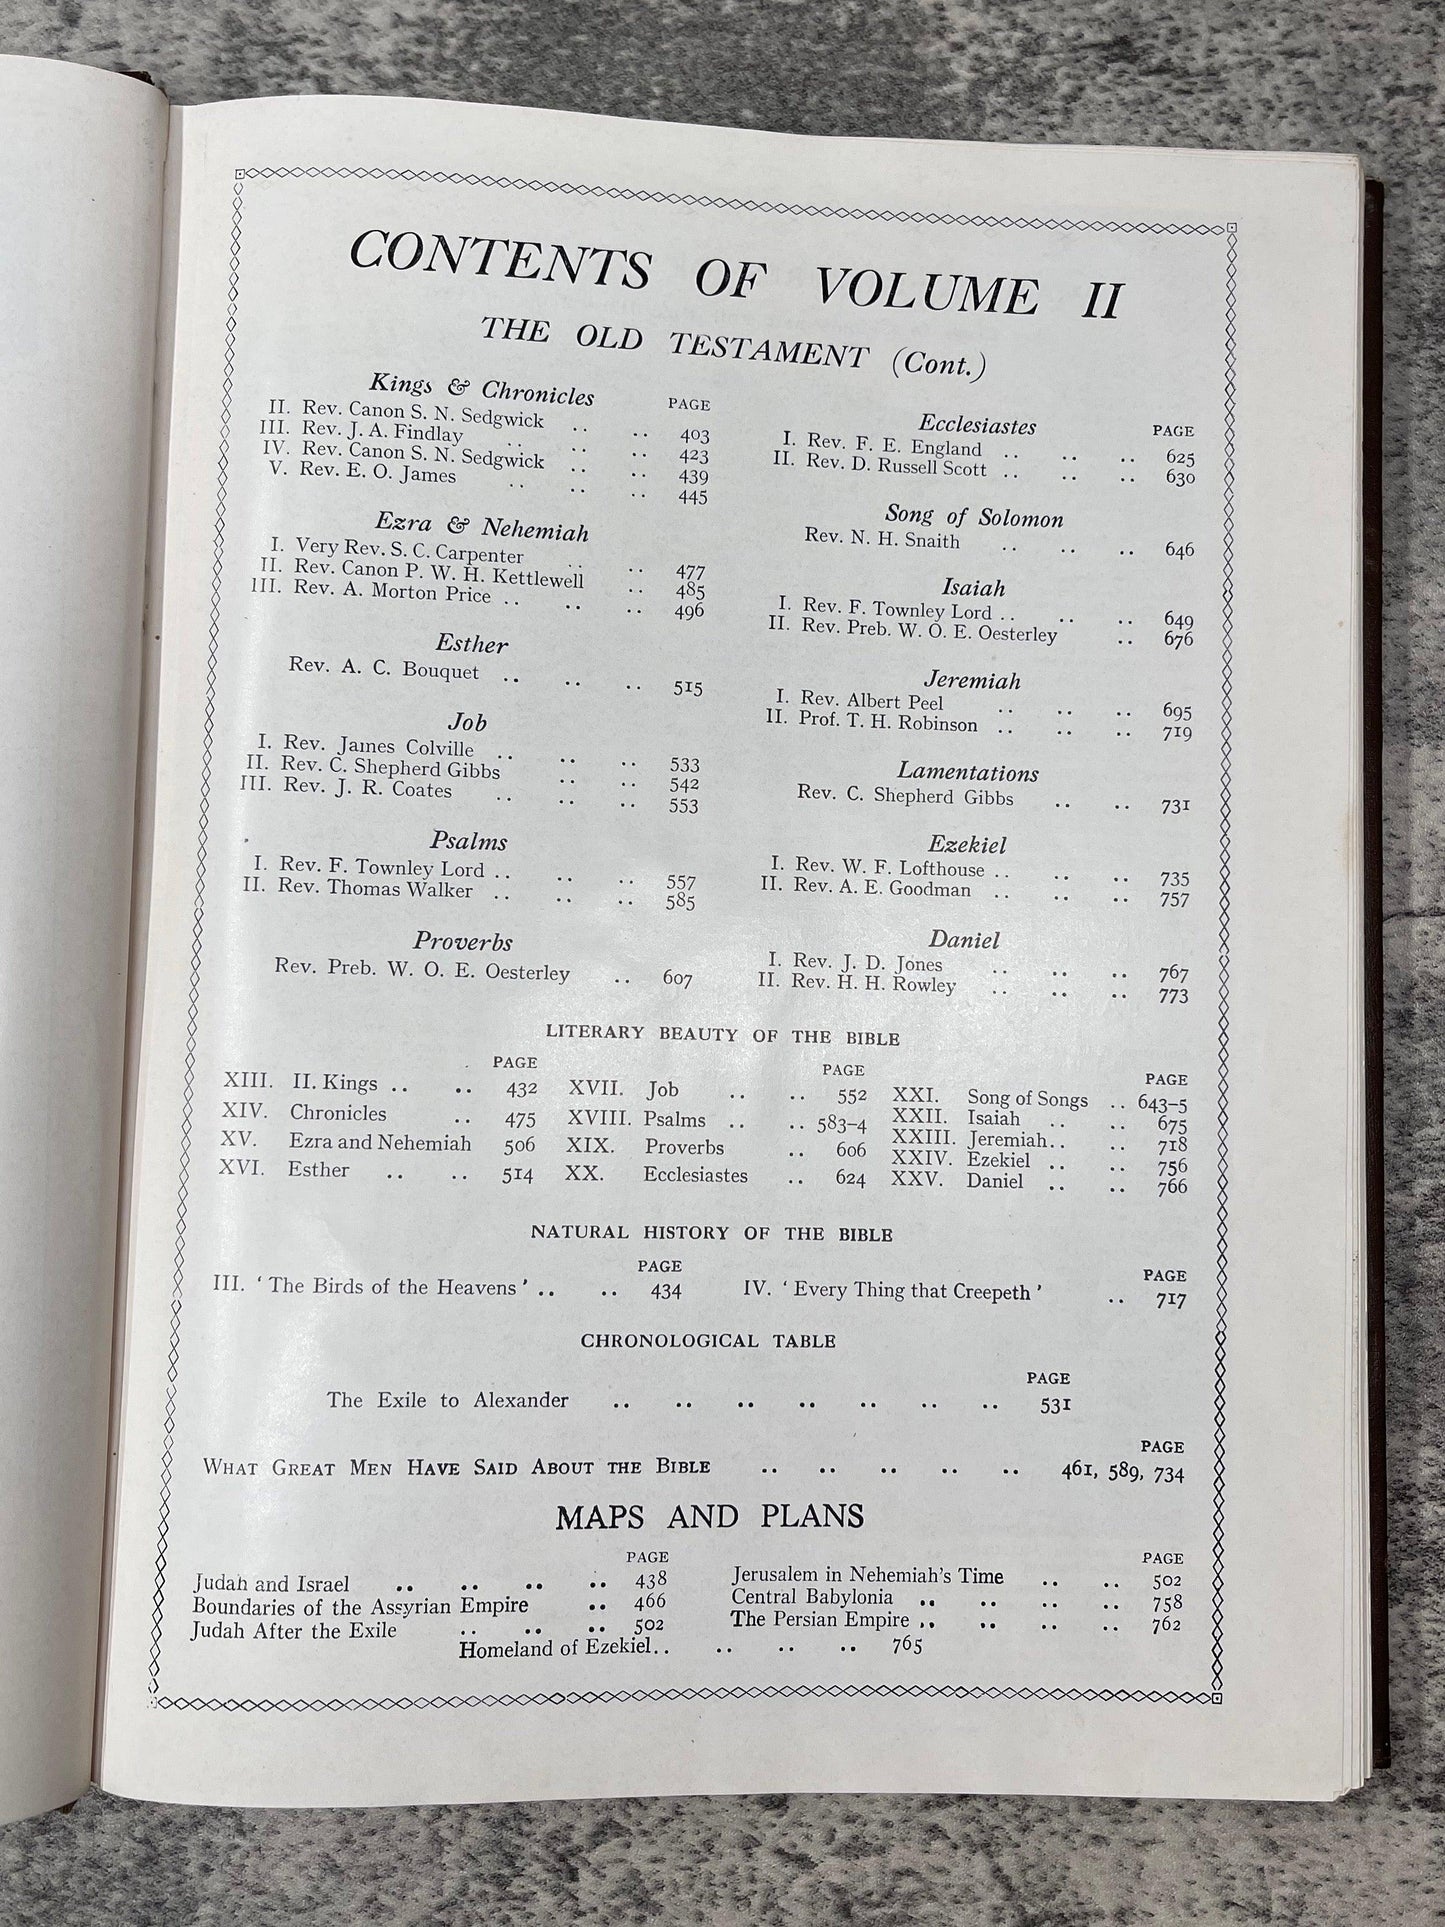 CONTENTS OF VOLUME II
THE OLD TESTAMENT (Cont.)
Kings & Chronicles
PAGE
II. Rev. Canon S. N. Sedgwick .. .. 403
III. Rev. J. A. Findlay .. .. .. 423
IV. Rev. Canon S. N. Sedgwick .. .. 439
V. Rev. E. O. James .. .. .. 445
Ezra & Nehemiah
I. Very Rev. S. C. Carpenter .. .. 477
II. Rev. Canon P. W. H. Kettlewell .. 485
III. Rev. A. Morton Price .. .. .. 496
Esther
Rev. A. C. Bouquet .. .. .. 515
Job
I. Rev. James Colville .. .. .. 533
II. Rev. C. Shepherd Gibbs .. .. 542
III. Rev. J. R. Coates .. .. .. 553
Psalms
I. Rev. F. Townley Lord .. .. .. 557
II. Rev. Thomas Walker .. .. .. 585
Proverbs
Rev. Preb. W. O. E. Oesterley .. 607
Ecclesiastes
PAGE
I. Rev. F. E. England .. .. .. 625
II. Rev. D. Russell Scott .. .. .. 630
Song of Solomon
Rev. N. H. Snaith .. .. .. 646
Isaiah
I. Rev. F. Townley Lord .. .. .. 649
II. Rev. Preb. W. O. E. Oesterley .. 676
Jeremiah
I. Rev. Albert Peel .. .. .. 695
II. Prof. T. H. Robinson .. .. .. 719
Lamentations
Rev. C. Shepherd Gibbs .. .. 731
Ezekiel
I. Rev. W. F. Lofthouse .. .. .. 735
II. Rev. A. E. Goodman .. .. .. 757
Daniel
I. Rev. J. D. Jones .. .. .. 767
II. Rev. H. H. Rowley .. .. .. 773
LITERARY BEAUTY OF THE BIBLE
PAGE
XIII. II. Kings .. .. 432
XIV. Chronicles .. 475
XV. Ezra and Nehemiah 506
XVI. Esther .. .. 514
PAGE
XVII. Job .. .. 552
XVIII. Psalms .. .. 583-4
XIX. Proverbs .. 606
XX. Ecclesiastes .. 624
PAGE
XXI. Song of Songs .. 643-5
XXII. Isaiah .. .. 675
XXIII. Jeremiah .. .. 718
XXIV. Ezekiel .. .. 756
XXV. Daniel .. .. 766
NATURAL HISTORY OF THE BIBLE
PAGE
III. ‘The Birds of the Heavens’ .. .. 434
PAGE
IV. ‘Every Thing that Creepeth’ .. 717
CHRONOLOGICAL TABLE
PAGE
The Exile to Alexander .. .. .. .. .. .. .. 531
PAGE
WHAT GREAT MEN HAVE SAID ABOUT THE BIBLE .. .. .. .. .. 461, 589, 734
MAPS AND PLANS
PAGE
Judah and Israel .. .. .. .. 438
Boundaries of the Assyrian Empire .. 466
Judah After the Exile .. .. .. 502
PAGE
Jerusalem in Nehemiah's Time .. .. 502
Central Babylonia .. .. .. .. 758
The Persian Empire .. .. .. .. 762
Homeland of Ezekiel .. .. .. .. 765